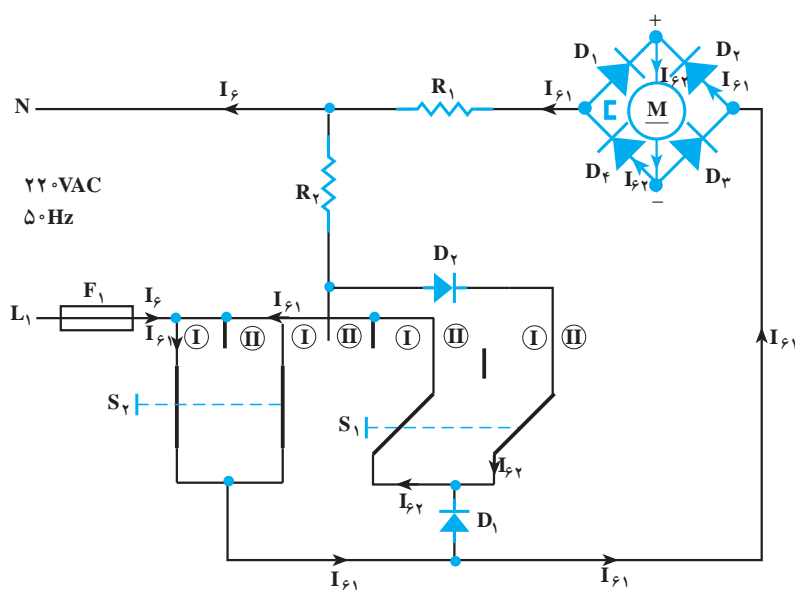 +
D۱ D۲
I۶۲ I۶۱
I۶ R۱ I۶۱
N M
D۴ I۶۲ D۳
−
۲۲۰VAC
۵۰Hz
R۲
D۲
F۱
L۱ I۶ I۶۱
I۶۱ I II I II I II I II
I۶۱
S۲ S۱
I۶۲
I۶۲
D۱
I۶۱ I۶۱